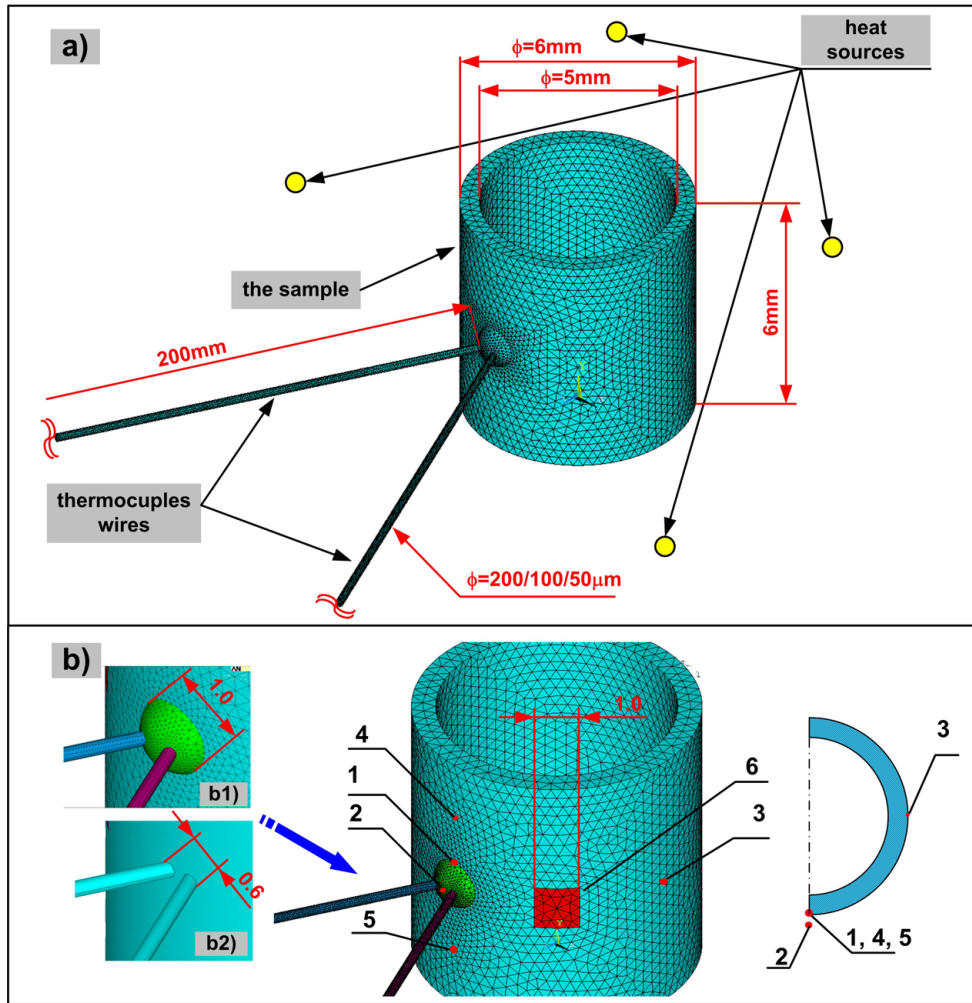 a)
heat
sources
ϕ=6mm
ϕ=5mm
the sample
6mm
200mm
thermocuples
wires
ϕ=200/100/50μm
b)
1.0
b1)
0.6
b2)
4
1
2
5
1.0
6
3
3
1, 4, 5
2